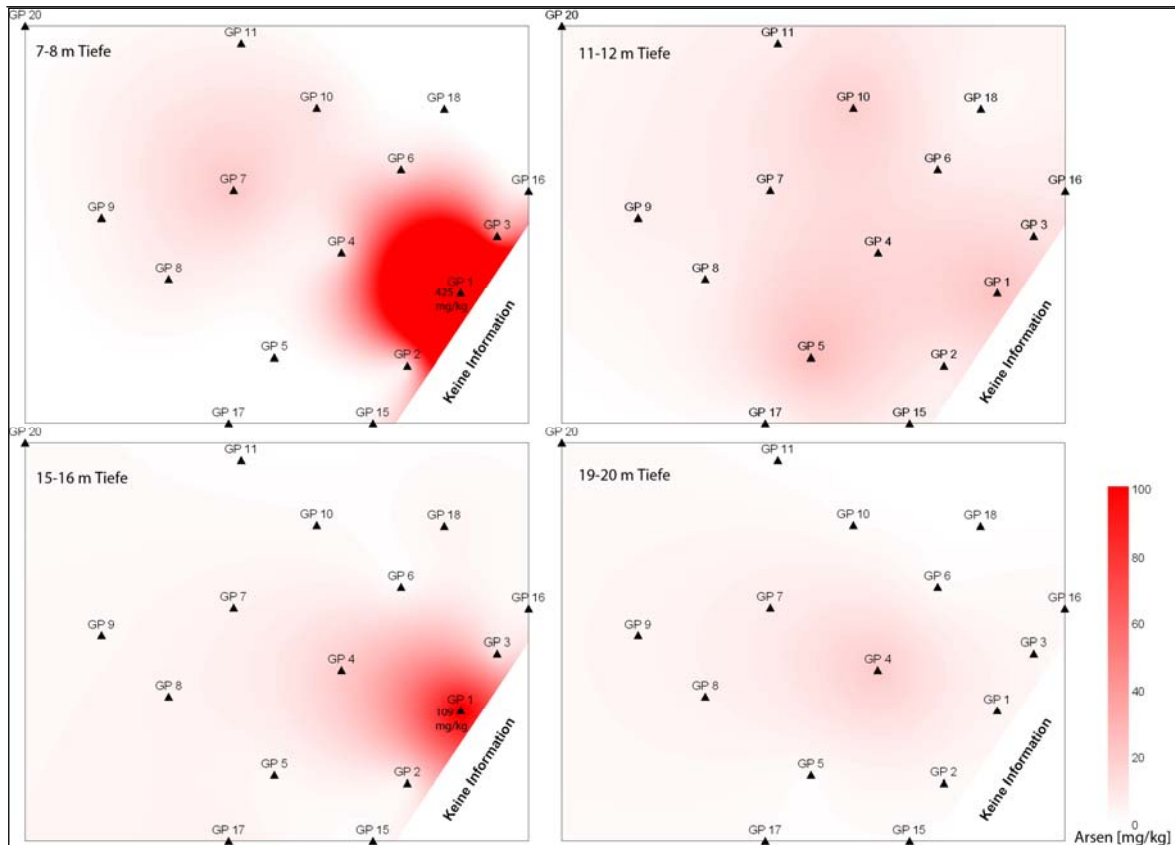 GP 20
GP 11
7-8 m Tiefe
GP 10
GP 18
GP 6
GP 7
GP 16
GP 9
GP 3
GP 4
GP 8
GP 1
425
mg/kg
GP 5
GP 2
Keine Information
GP 17
GP 15
GP 20
GP 11
11-12 m Tiefe
GP 10
GP 18
GP 6
GP 7
GP 16
GP 9
GP 3
GP 4
GP 8
GP 1
GP 5
GP 2
Keine Information
GP 17
GP 15
GP 20
GP 11
15-16 m Tiefe
GP 10
GP 18
GP 6
GP 7
GP 16
GP 9
GP 3
GP 4
GP 8
GP 1
109
mg/kg
GP 5
GP 2
Keine Information
GP 17
GP 15
19-20 m Tiefe
GP 11
GP 10
GP 18
GP 6
GP 7
GP 16
GP 9
GP 3
GP 4
GP 8
GP 1
GP 5
GP 2
Keine Information
GP 17
GP 15
100
80
60
40
20
0
Arsen [mg/kg]